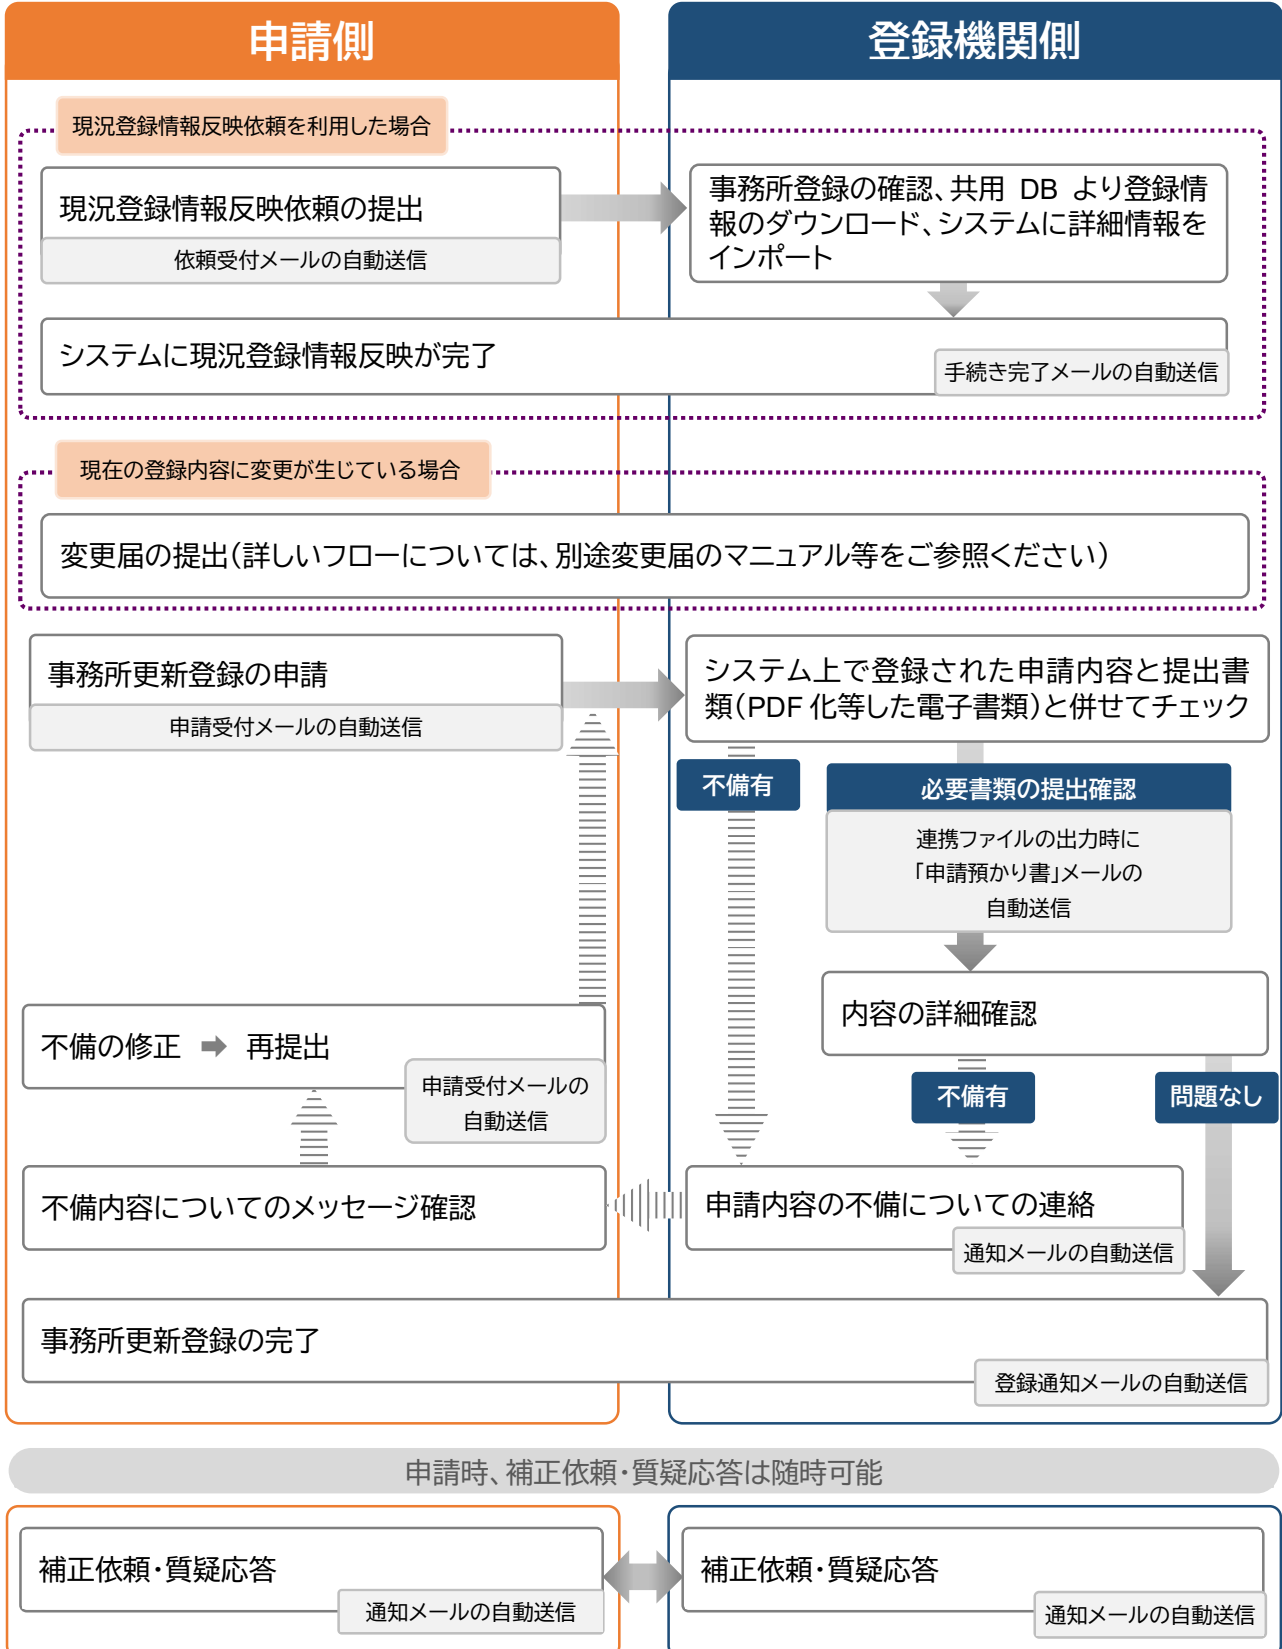 申請側
登録機関側
現況登録情報反映依頼を利用した場合
現況登録情報反映依頼の提出
依頼受付メールの自動送信
事務所登録の確認、共用 DB より登録情
報のダウンロード、システムに詳細情報を
インポート
システムに現況登録情報反映が完了
手続き完了メールの自動送信
現在の登録内容に変更が生じている場合
変更届の提出（詳しいフローについては、別途変更届のマニュアル等をご参照ください）
事務所更新登録の申請
申請受付メールの自動送信
システム上で登録された申請内容と提出書
類（PDF 化等した電子書類）と併せてチェック
不備有
必要書類の提出確認
連携ファイルの出力時に
「申請預かり書」メールの
自動送信
内容の詳細確認
不備の修正 ➡ 再提出
申請受付メールの
自動送信
不備有
問題なし
不備内容についてのメッセージ確認
申請内容の不備についての連絡
通知メールの自動送信
事務所更新登録の完了
登録通知メールの自動送信
申請時、補正依頼・質疑応答は随時可能
補正依頼・質疑応答
通知メールの自動送信
補正依頼・質疑応答
通知メールの自動送信